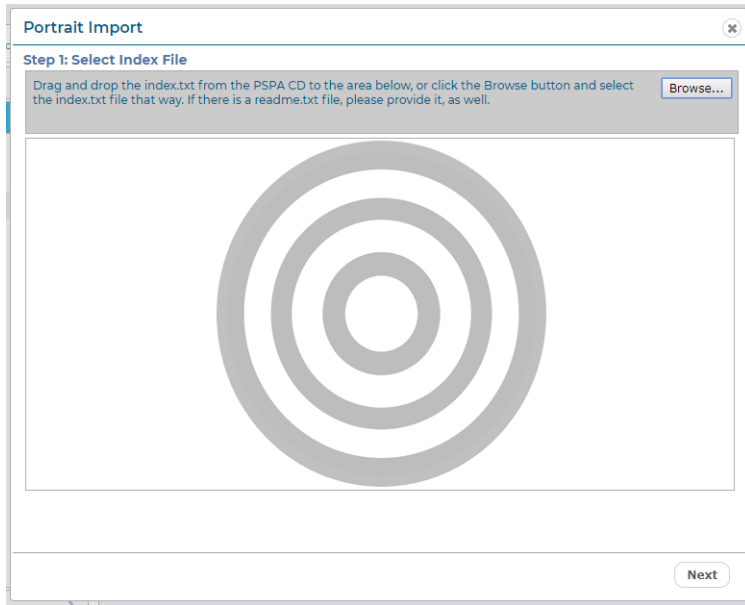 Portrait Import
Step 1: Select Index File
Drag and drop the index.txt from the PSPA CD to the area below, or click the Browse button and select
the index.txt file that way. If there is a readme.txt file, please provide it, as well.
Browse...
Next